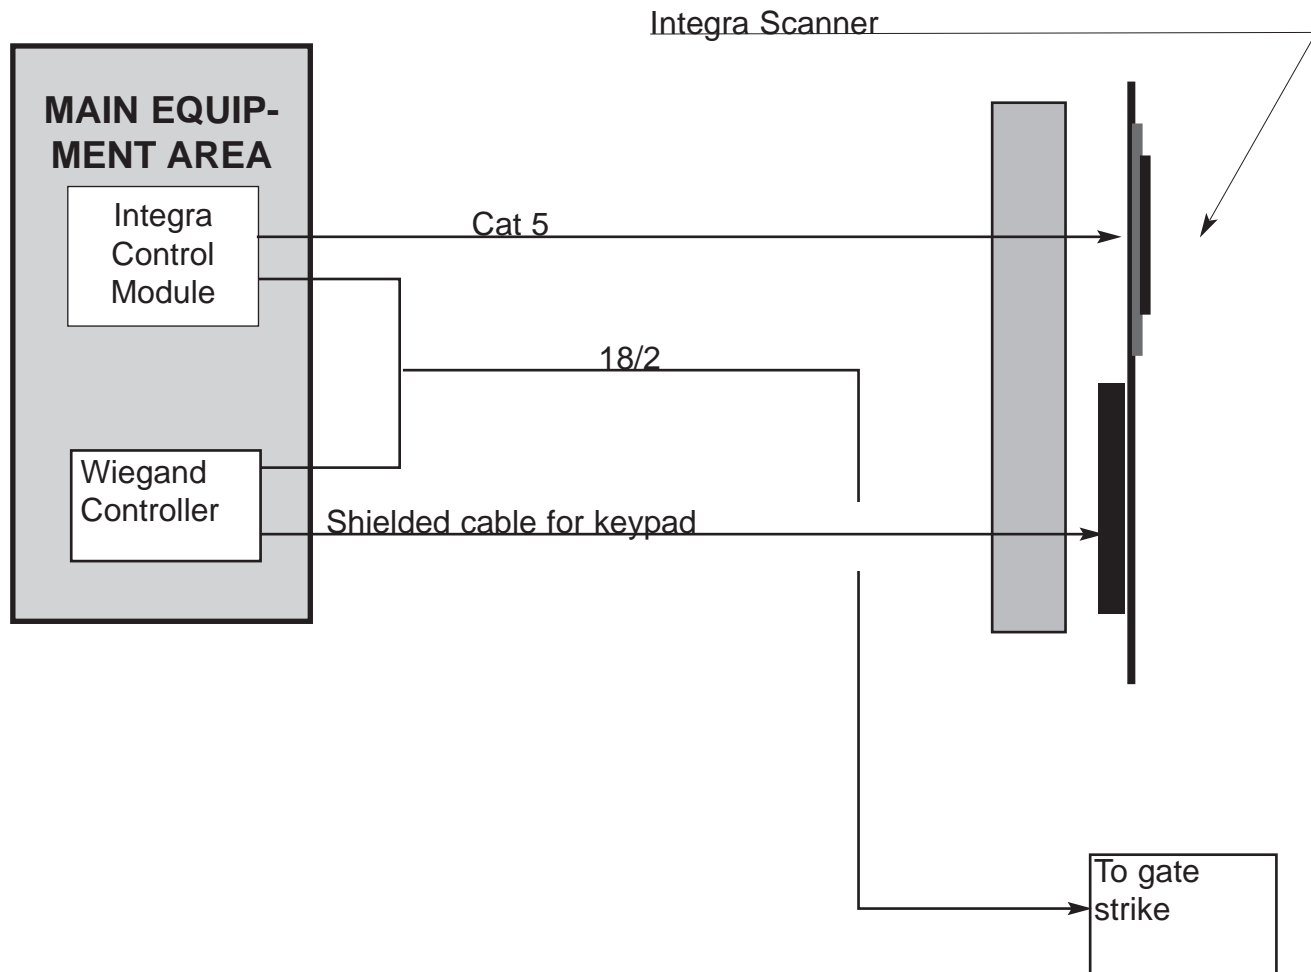 Integra Scanner
MAIN EQUIP-
MENT AREA
Integra
Control
Module
Cat 5
18/2
Wiegand
Controller
Shielded cable for keypad
To gate
strike